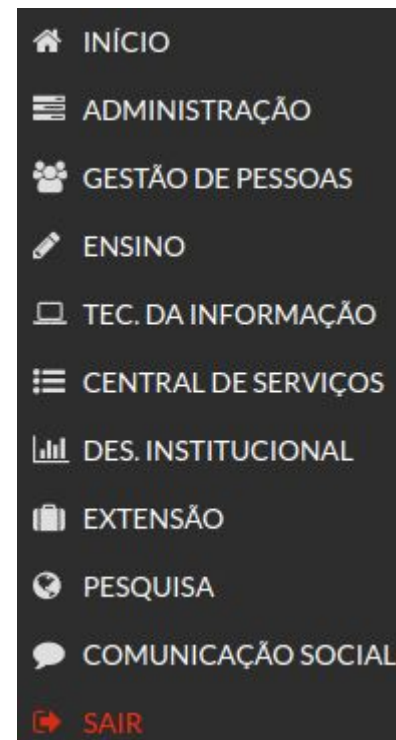 INÍCIO
ADMINISTRAÇÃO
GESTÃO DE PESSOAS
ENSINO
TEC. DA INFORMAÇÃO
CENTRAL DE SERVIÇOS
DES. INSTITUCIONAL
EXTENSÃO
PESQUISA
COMUNICAÇÃO SOCIAL
SAIR